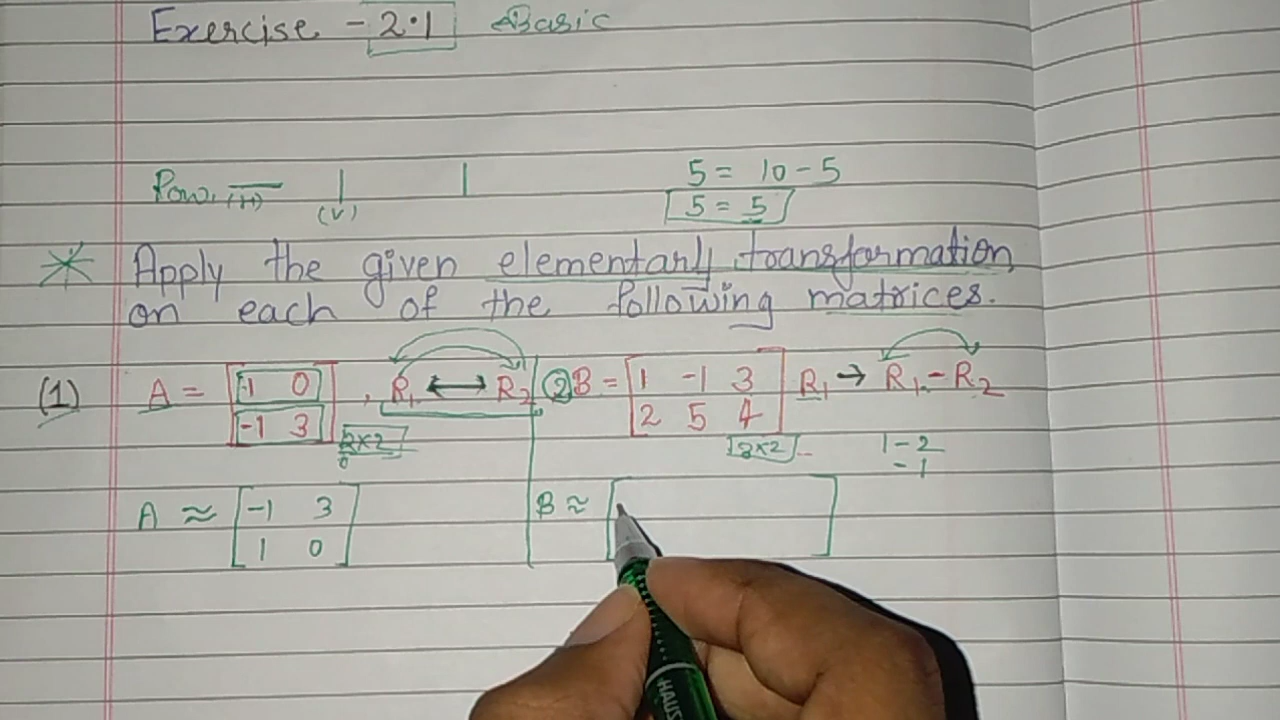 Exercise - 2.1 Basic
Row (H) (V)
5 = 10 - 5
5 = 5
Apply the given elementary transformation
on each of the following matrices.
(1) A = [1 0 , R₁ ↔ R₂ ② B = [1 -1 3] R₁ → R₁ - R₂
-1 3] 2×2 2 5 4
1 - 2
-1
A ≈ [-1 3 B ≈ [ ]
1 0]
HAUS